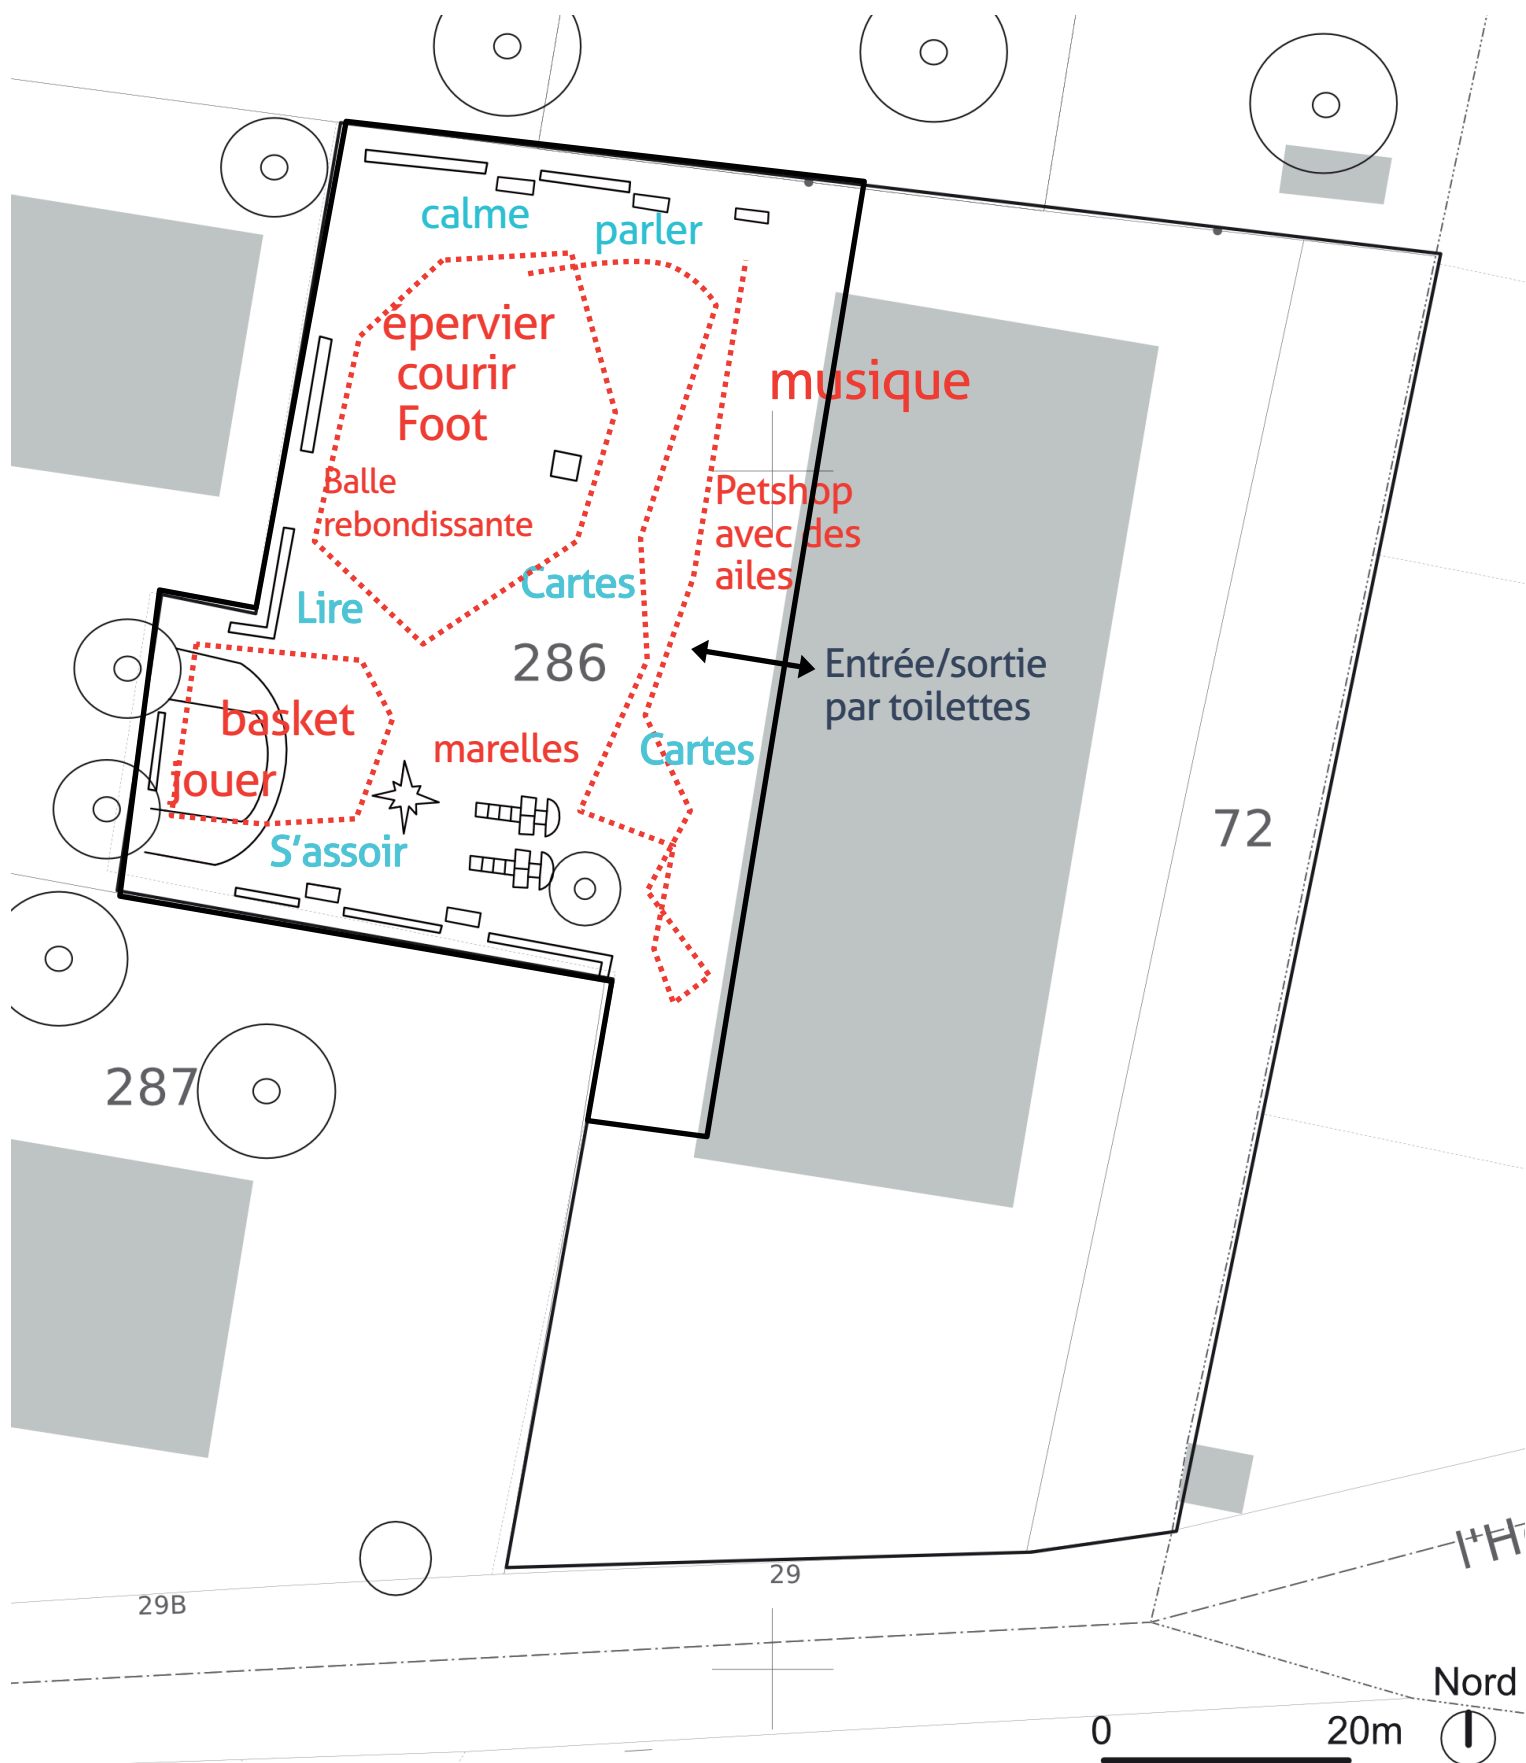 calme
parler
épervier
courir
Foot
musique
Balle
rebondissante
Petshop
avec des
ailes
Cartes
Lire
286
Entrée/sortie
par toilettes
basket
marelles
Cartes
jouer
72
S'assoir
287
l'H
29
29B
Nord
0
20m